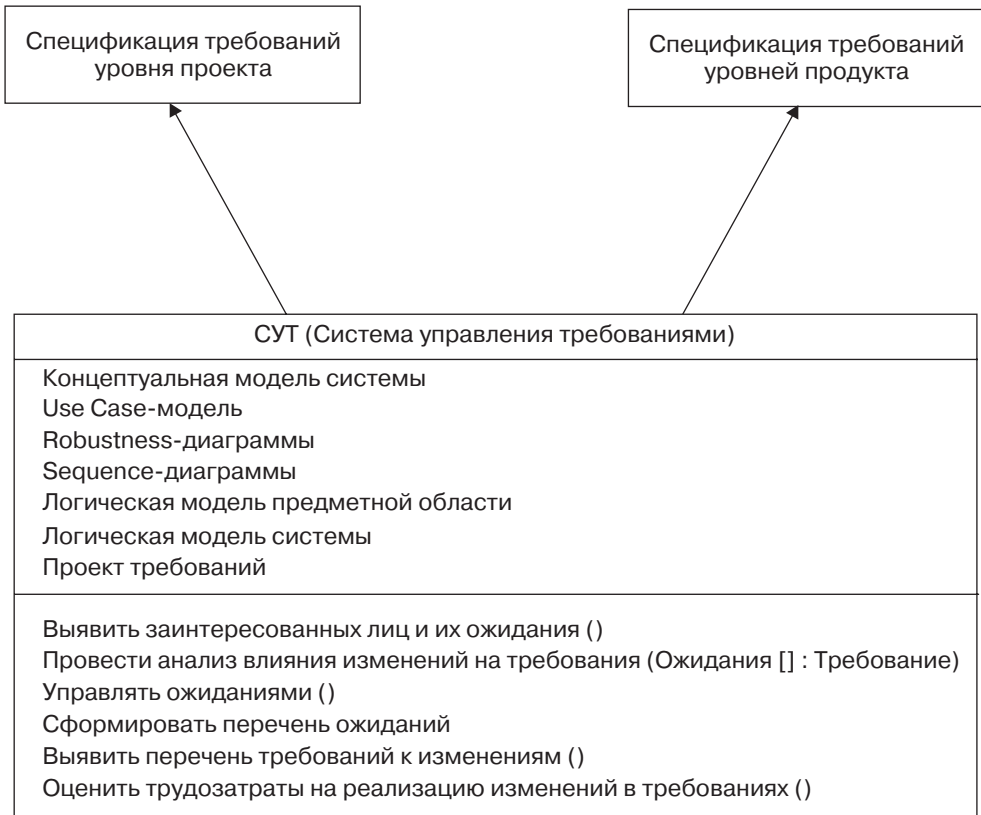 Спецификация требований
уровня проекта
Спецификация требований
уровней продукта
СУТ (Система управления требованиями)
Концептуальная модель системы
Use Case-модель
Robustness-диаграммы
Sequence-диаграммы
Логическая модель предметной области
Логическая модель системы
Проект требований
Выявить заинтересованных лиц и их ожидания ()
Провести анализ влияния изменений на требования (Ожидания [] : Требование)
Управлять ожиданиями ()
Сформировать перечень ожиданий
Выявить перечень требований к изменениям ()
Оценить трудозатраты на реализацию изменений в требованиях ()